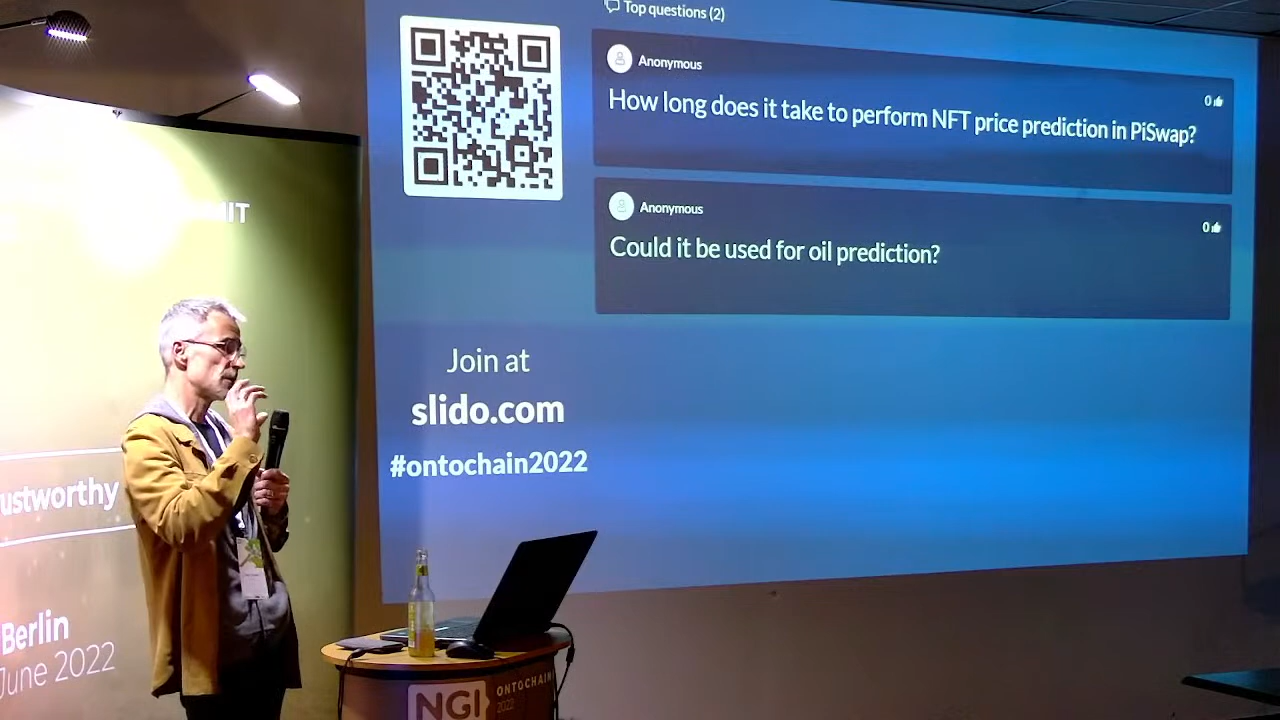 Top questions (2)
Anonymous
0
How long does it take to perform NFT price prediction in PiSwap?
Anonymous
0
Could it be used for oil prediction?
Join at
slido.com
#ontochain2022
IT
ustworthy
Berlin
June 2022
NGI
ONTOCHAIN
2022